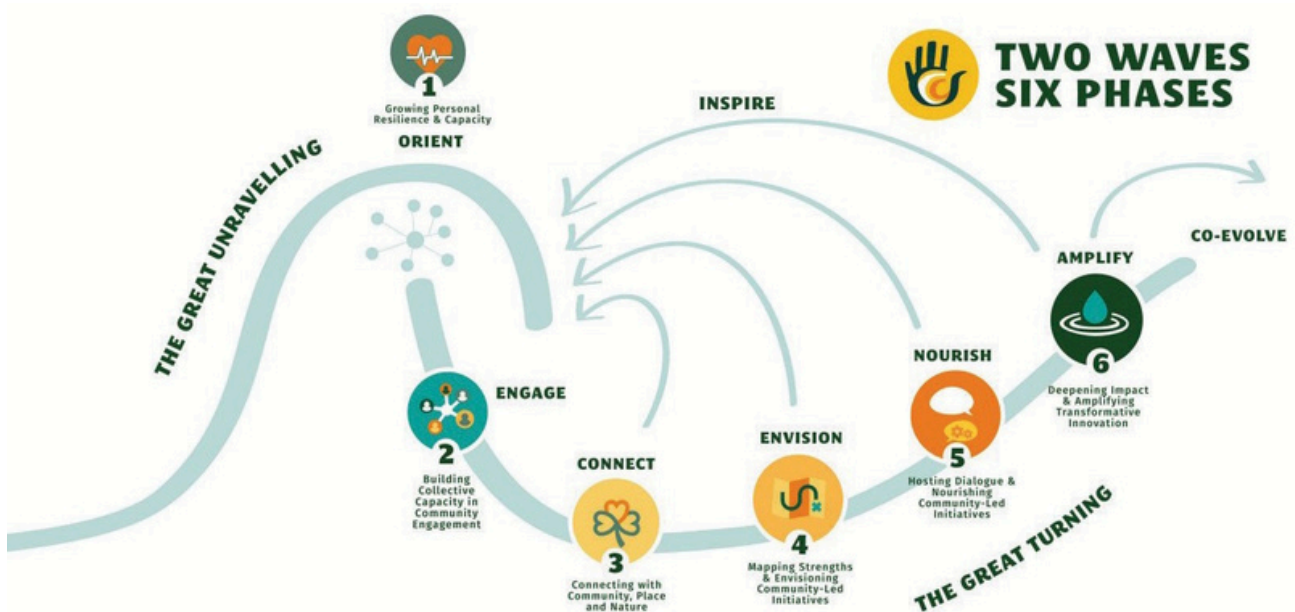 TWO WAVES
SIX PHASES
THE GREAT UNRAVELLING
1
Growing Personal
Resilience & Capacity
ORIENT
INSPIRE
ENGAGE
2
Building
Collective
Capacity in
Community
Engagement
CONNECT
3
Connecting with
Community, Place
and Nature
ENVISION
4
Mapping Strengths
& Envisioning
Community-Led
Initiatives
NOURISH
5
Hosting Dialogue &
Nourishing
Community-Led
Initiatives
AMPLIFY
6
Deepening Impact
& Amplifying
Transformative
Innovation
CO-EVOLVE
THE GREAT TURNING